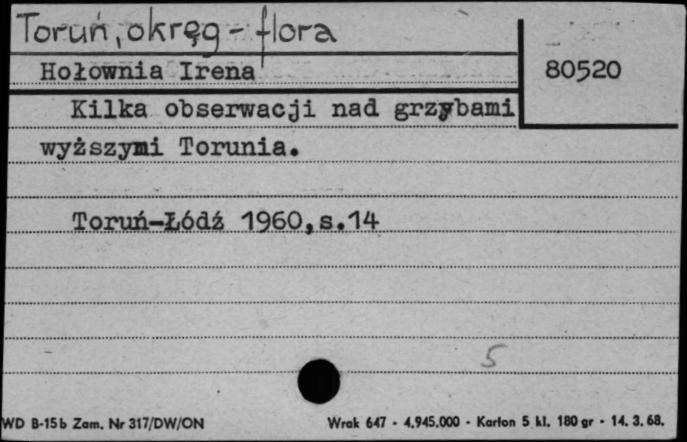 Toruń, okręg - flora
Hołownia Irena
80520
Kilka obserwacji nad grzybami
wyższymi Torunia.
Toruń-Łódź 1960, s.14
5
WD B-15b Zam. Nr 317/DW/ON
Wrak 647 - 4.945.000 - Karton 5 kl. 180 gr - 14. 3. 68.